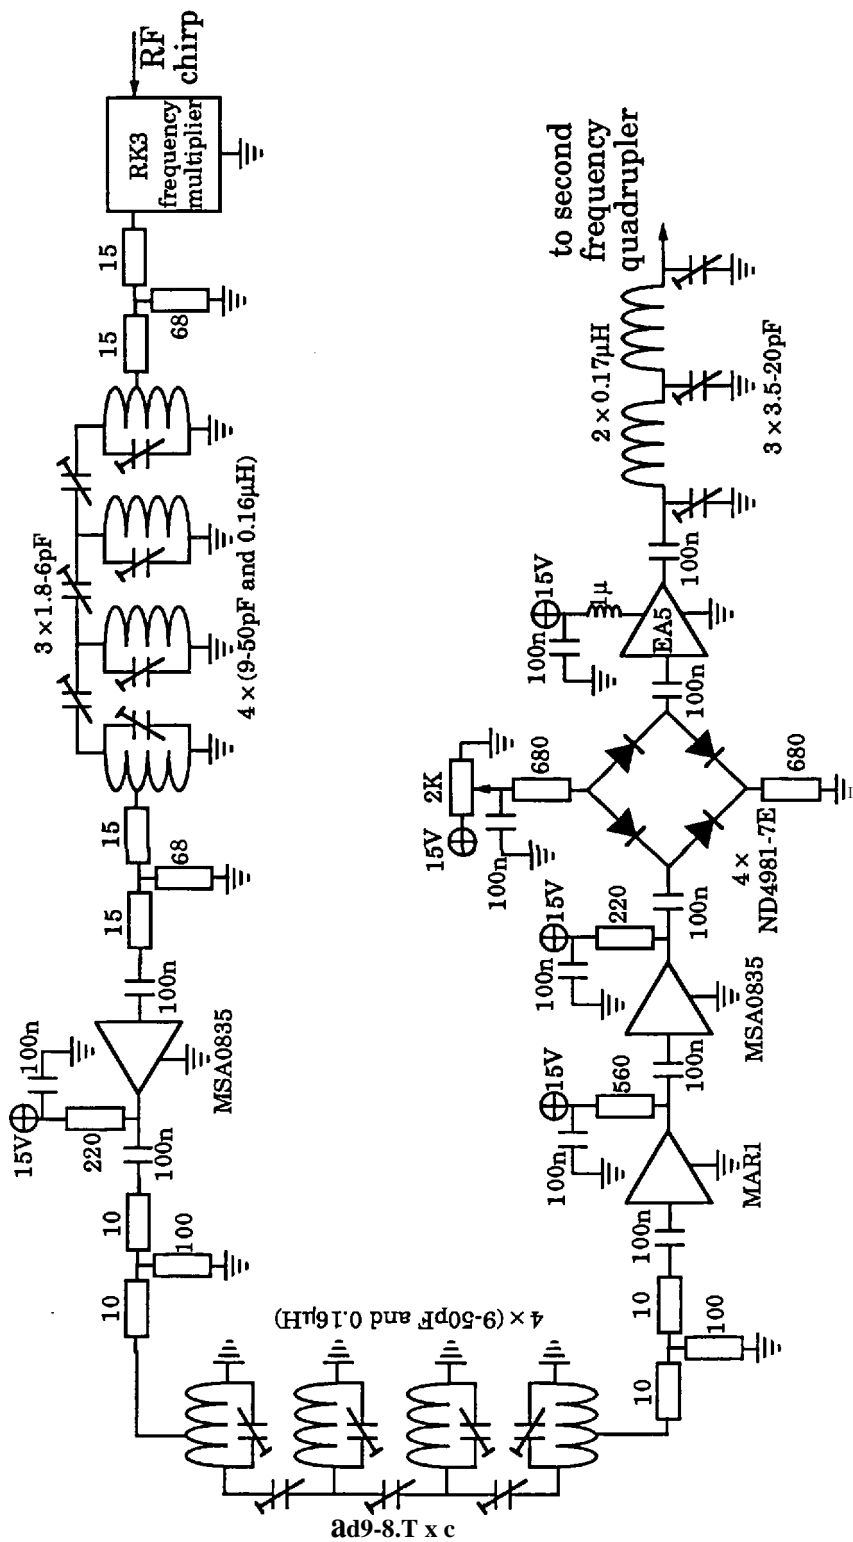 RF
chirp
RK3
frequency
multiplier
15
68
15
3×1.8-6pF
4×(9-50pF and 0.16μH)
15
68
15
100n
100n
15V
220
MSA0835
100n
10
100
10
4×(9-50pF and 0.16μH)
ad9-8.T x c
10
100
10
100n
MAR1
100n
15V
560
100n
MSA0835
100n
15V
220
100n
4×
ND4981-7E
15V
2K
100n
680
680
100n
EA5
100n
15V
1μ
100n
2×0.17μH
3×3.5-20pF
to second
frequency
quadrupler